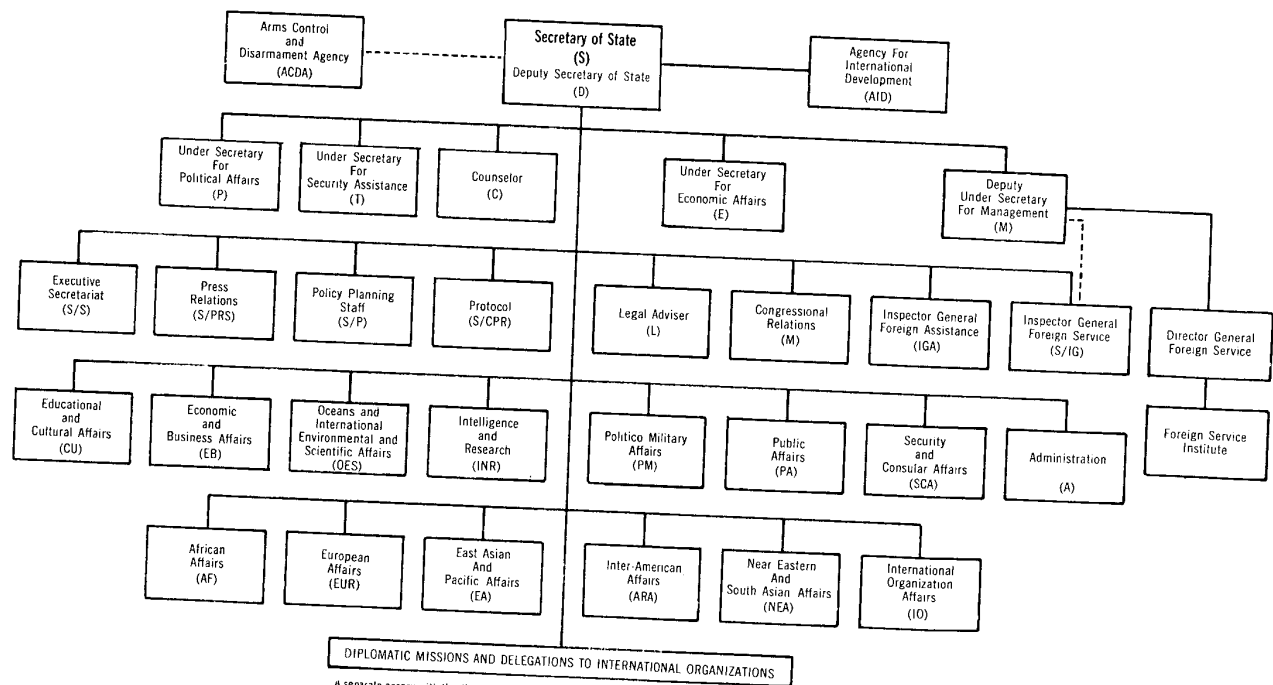 Arms Control
and
Disarmament Agency
(ACDA)
Secretary of State
(S)
Deputy Secretary of State
(D)
Agency For
International
Development
(AID)
Under Secretary
For
Political Affairs
(P)
Under Secretary
For
Security Assistance
(T)
Counselor
(C)
Under Secretary
For
Economic Affairs
(E)
Deputy
Under Secretary
For Management
(M)
Executive
Secretariat
(S/S)
Press
Relations
(S/PRS)
Policy Planning
Staff
(S/P)
Protocol
(S/CPR)
Legal Adviser
(L)
Congressional
Relations
(M)
Inspector General
Foreign Assistance
(IGA)
Inspector General
Foreign Service
(S/IG)
Director General
Foreign Service
Educational
and
Cultural Affairs
(CU)
Economic
and
Business Affairs
(EB)
Oceans and
International
Environmental and
Scientific Affairs
(OES)
Intelligence
and
Research
(INR)
Politico Military
Affairs
(PM)
Public
Affairs
(PA)
Security
and
Consular Affairs
(SCA)
Administration
(A)
Foreign Service
Institute
African
Affairs
(AF)
European
Affairs
(EUR)
East Asian
And
Pacific Affairs
(EA)
Inter-American
Affairs
(ARA)
Near Eastern
And
South Asian Affairs
(NEA)
International
Organization
Affairs
(IO)
DIPLOMATIC MISSIONS AND DELEGATIONS TO INTERNATIONAL ORGANIZATIONS
A separate agency with the